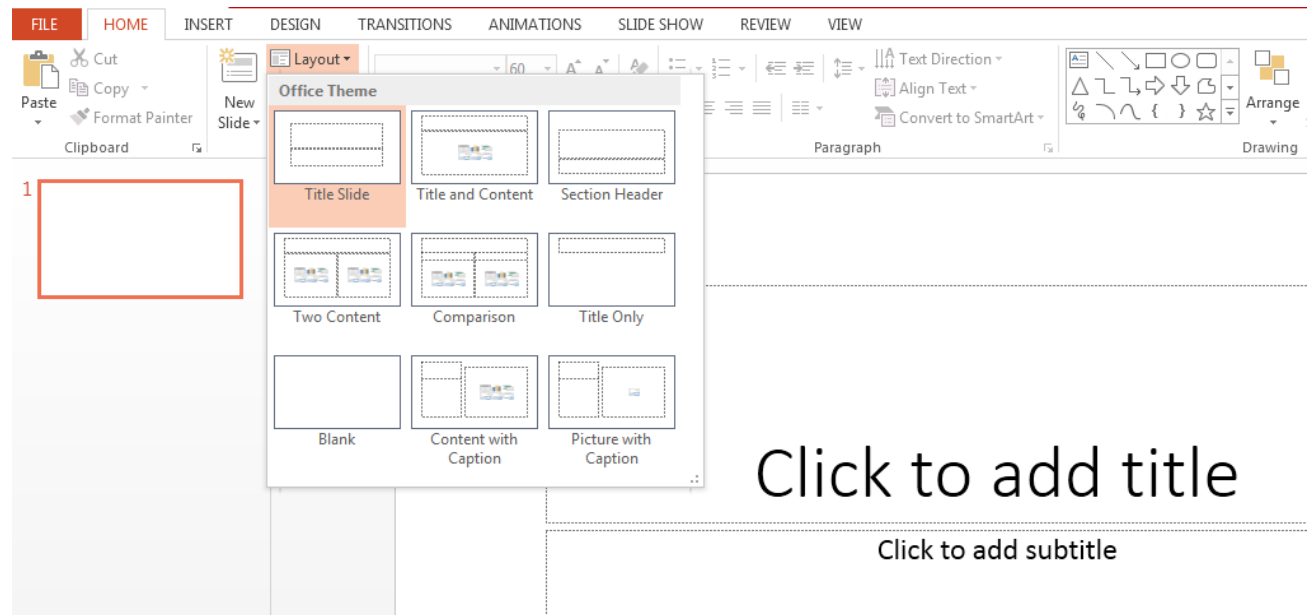 FILE HOME INSERT DESIGN TRANSITIONS ANIMATIONS SLIDE SHOW REVIEW VIEW
Paste
Cut
Copy
Format Painter
Clipboard
New
Slide
Layout
60
Text Direction
Align Text
Convert to SmartArt
Paragraph
Arrange
Drawing
Office Theme
Title Slide Title and Content Section Header
Two Content Comparison Title Only
Blank Content with Caption Picture with Caption
1
Click to add title
Click to add subtitle